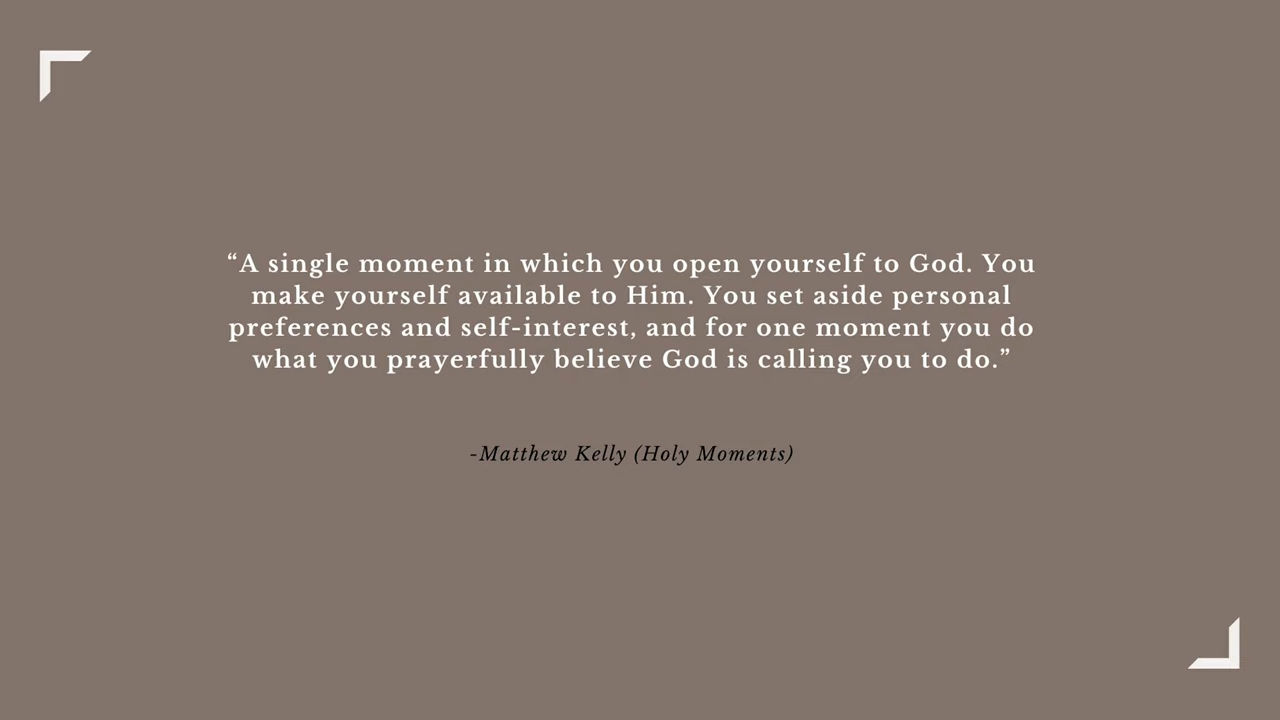 “A single moment in which you open yourself to God. You
make yourself available to Him. You set aside personal
preferences and self-interest, and for one moment you do
what you prayerfully believe God is calling you to do.”
-Matthew Kelly (Holy Moments)